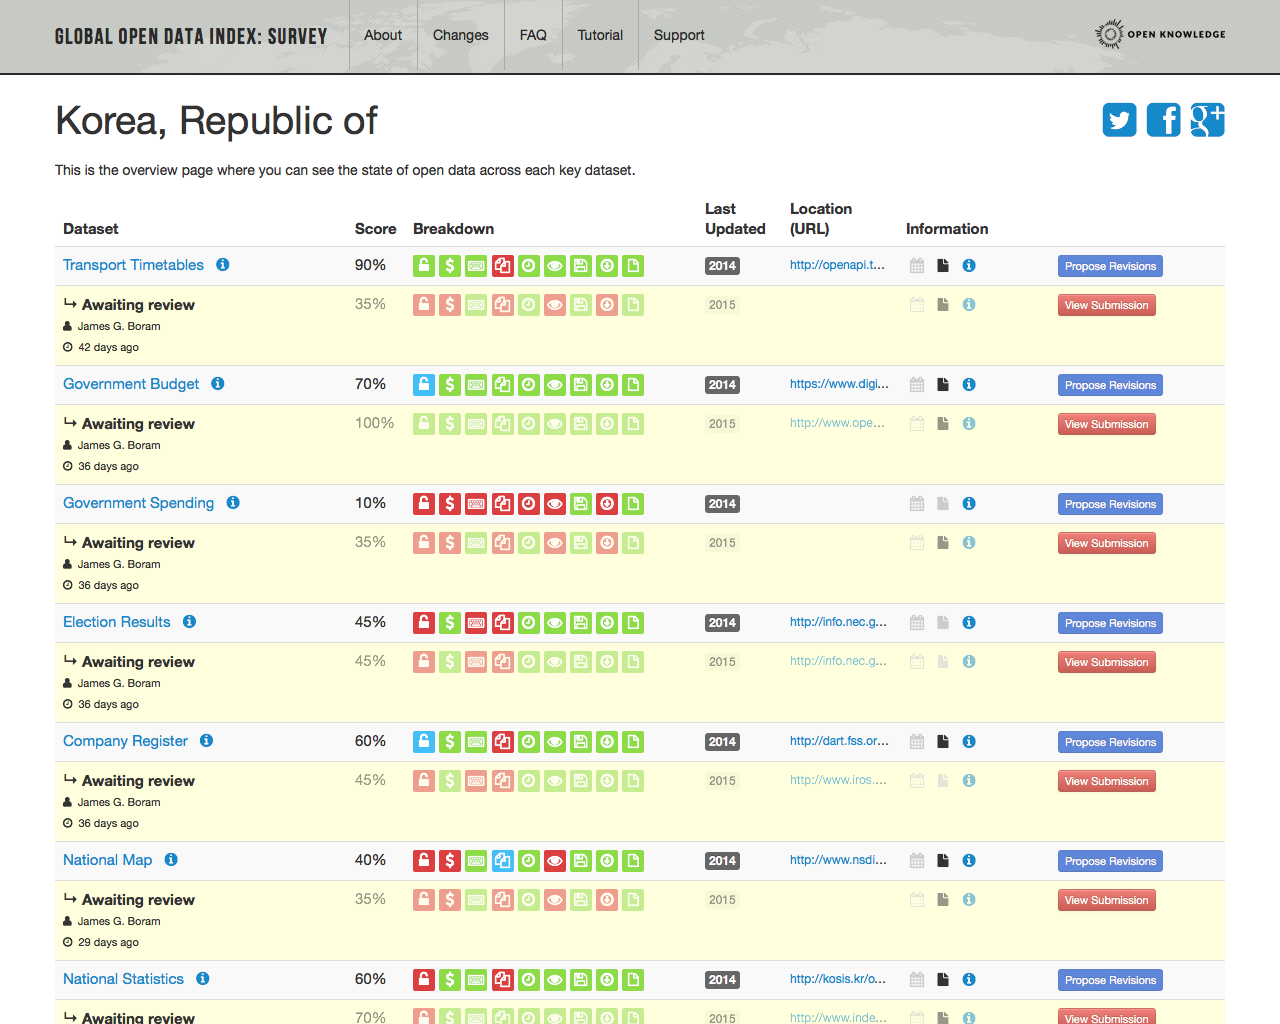 GLOBAL OPEN DATA INDEX: SURVEY
About
Changes
FAQ
Tutorial
Support
OPEN KNOWLEDGE
Korea, Republic of
This is the overview page where you can see the state of open data across each key dataset.
Dataset Score Breakdown Last Updated Location (URL) Information
Transport Timetables 90% 2014 http://openapi.t... Propose Revisions
Awaiting review 35% 2015 View Submission
James G. Boram
42 days ago
Government Budget 70% 2014 https://www.digi... Propose Revisions
Awaiting review 100% 2015 http://www.ope... View Submission
James G. Boram
36 days ago
Government Spending 10% 2014 Propose Revisions
Awaiting review 35% 2015 View Submission
James G. Boram
36 days ago
Election Results 45% 2014 http://info.nec.g... Propose Revisions
Awaiting review 45% 2015 http://info.nec.g... View Submission
James G. Boram
36 days ago
Company Register 60% 2014 http://dart.fss.or... Propose Revisions
Awaiting review 45% 2015 http://www.iros.... View Submission
James G. Boram
36 days ago
National Map 40% 2014 http://www.nsdi... Propose Revisions
Awaiting review 35% 2015 View Submission
James G. Boram
29 days ago
National Statistics 60% 2014 http://kosis.kr/o... Propose Revisions
Awaiting review 70% 2015 http://www.inde... View Submission